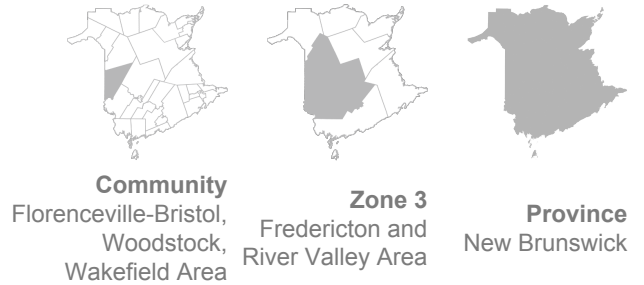 Community
Florenceville-Bristol,
Woodstock,
Wakefield Area
Zone 3
Fredericton and
River Valley Area
Province
New Brunswick